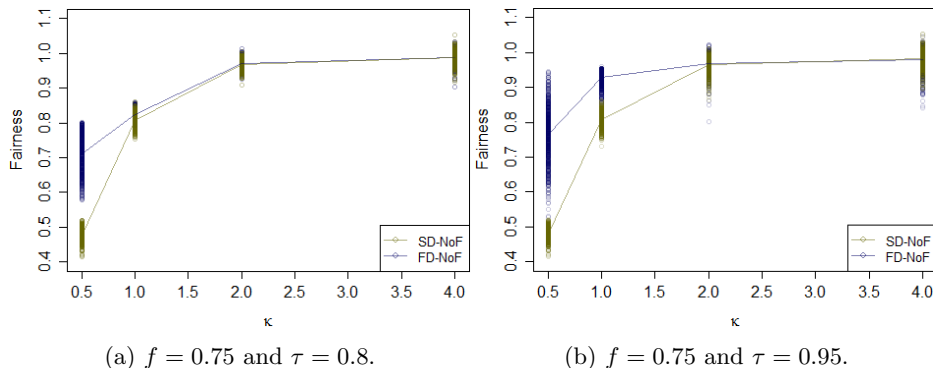 1.1
1.0
0.9
0.8
0.7
0.6
0.5
0.4
Fairness
SD-NoF
FD-NoF
0.5 1.0 1.5 2.0 2.5 3.0 3.5 4.0
κ
(a) f = 0.75 and τ = 0.8.
1.1
1.0
0.9
0.8
0.7
0.6
0.5
0.4
Fairness
SD-NoF
FD-NoF
0.5 1.0 1.5 2.0 2.5 3.0 3.5 4.0
κ
(b) f = 0.75 and τ = 0.95.